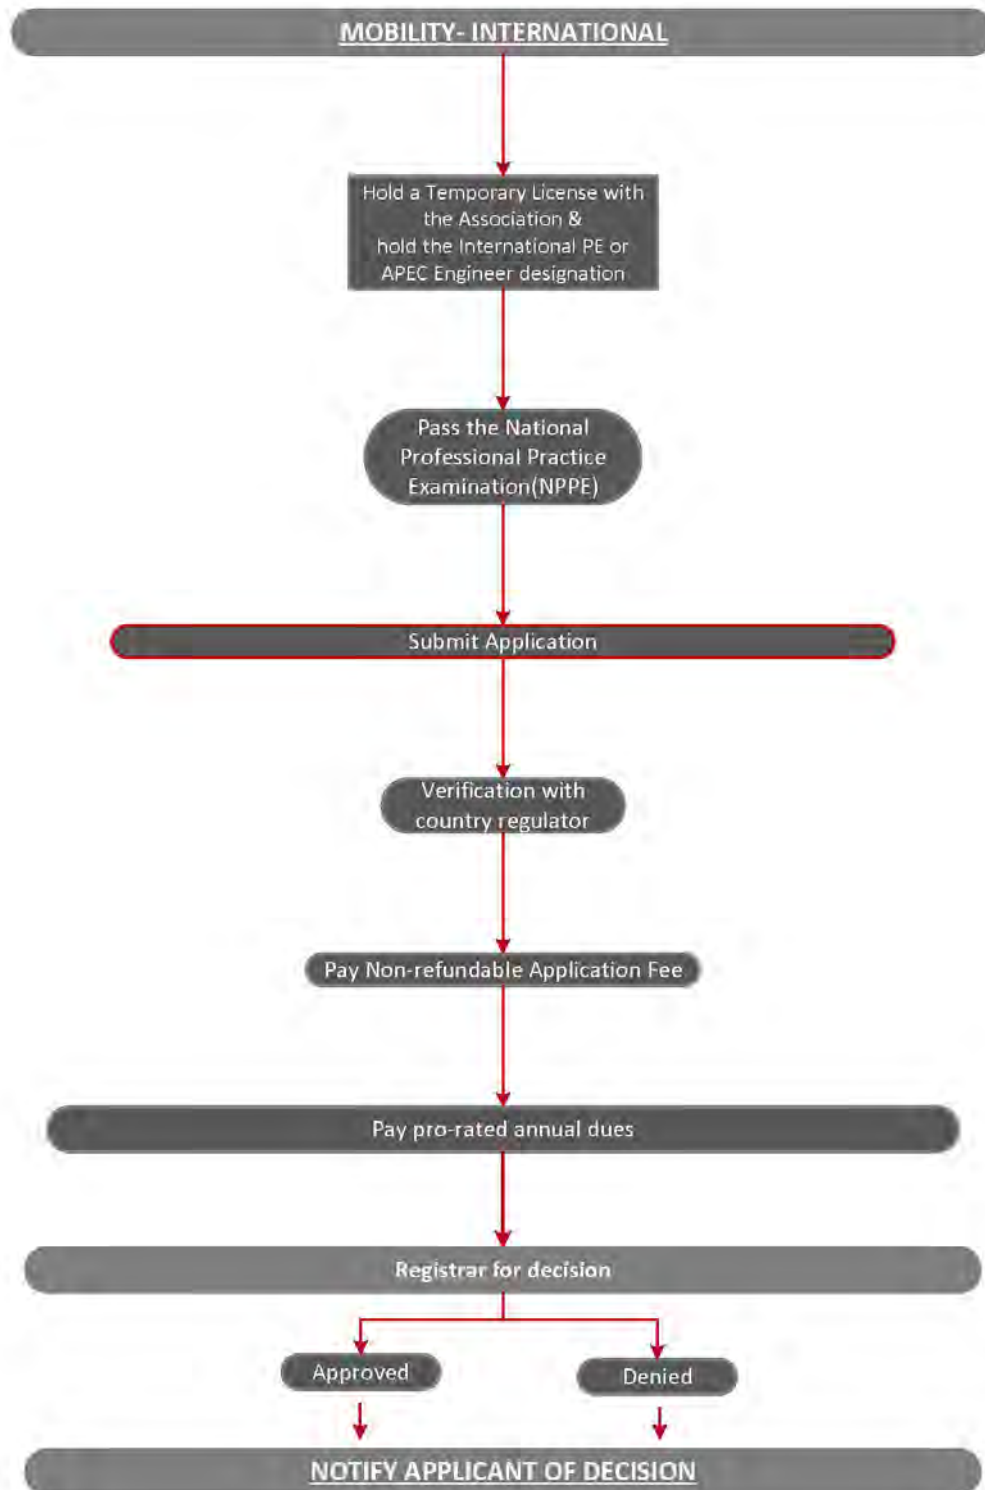 MOBILITY- INTERNATIONAL
Hold a Temporary License with
the Association &
hold the International PE or
APEC Engineer designation
Pass the National
Professional Practice
Examination(NPPE)
Submit Application
Verification with
country regulator
Pay Non-refundable Application Fee
Pay pro-rated annual dues
Registrar for decision
Approved
Denied
NOTIFY APPLICANT OF DECISION